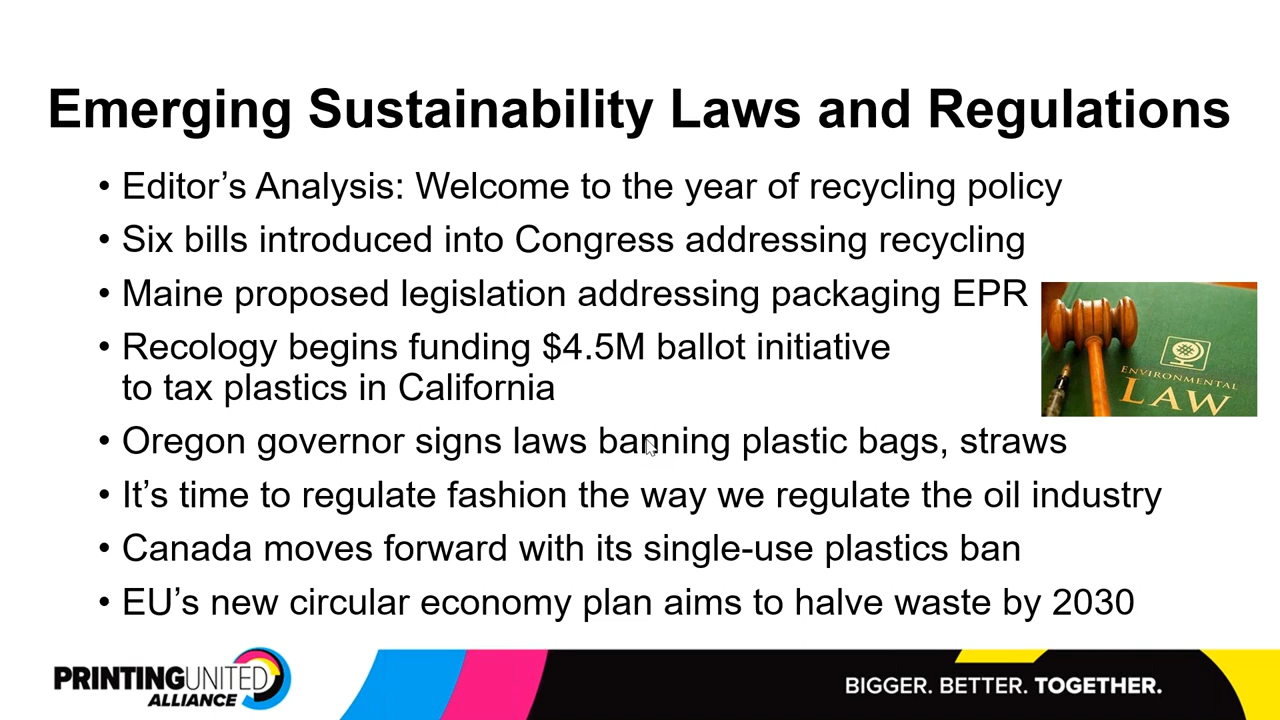 Emerging Sustainability Laws and Regulations
• Editor’s Analysis: Welcome to the year of recycling policy
• Six bills introduced into Congress addressing recycling
• Maine proposed legislation addressing packaging EPR
• Recology begins funding $4.5M ballot initiative
to tax plastics in California
ENVIRONMENTAL
LAW
• Oregon governor signs laws banning plastic bags, straws
• It’s time to regulate fashion the way we regulate the oil industry
• Canada moves forward with its single-use plastics ban
• EU’s new circular economy plan aims to halve waste by 2030
PRINTINGUNITED
ALLIANCE
BIGGER. BETTER. TOGETHER.